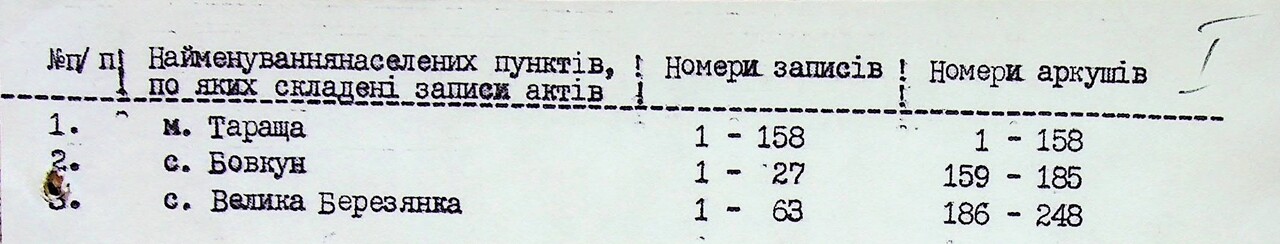 №п/п! Найменуваннянаселених пунктів, ! Номери записів ! Номери аркушів I
! по яких складені записи актів ! !
1. м. Тараща 1 - 158 1 - 158
2. с. Бовкун 1 - 27 159 - 185
3. с. Велика Березянка 1 - 63 186 - 248